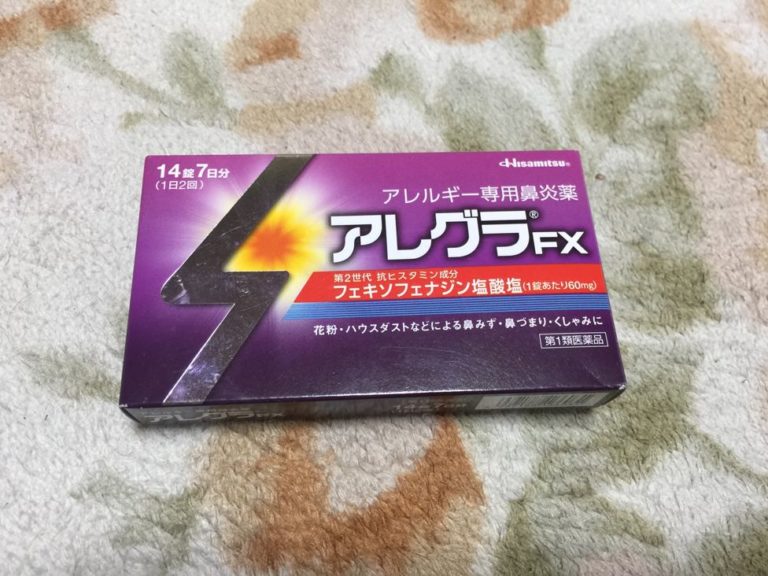 14錠7日分
(1日2回)
Hisamitsu®
アレルギー専用鼻炎薬
アレグラ®FX
第2世代 抗ヒスタミン成分
フェキソフェナジン塩酸塩(1錠あたり60mg)
花粉・ハウスダストなどによる鼻みず・鼻づまり・くしゃみに
第1類医薬品